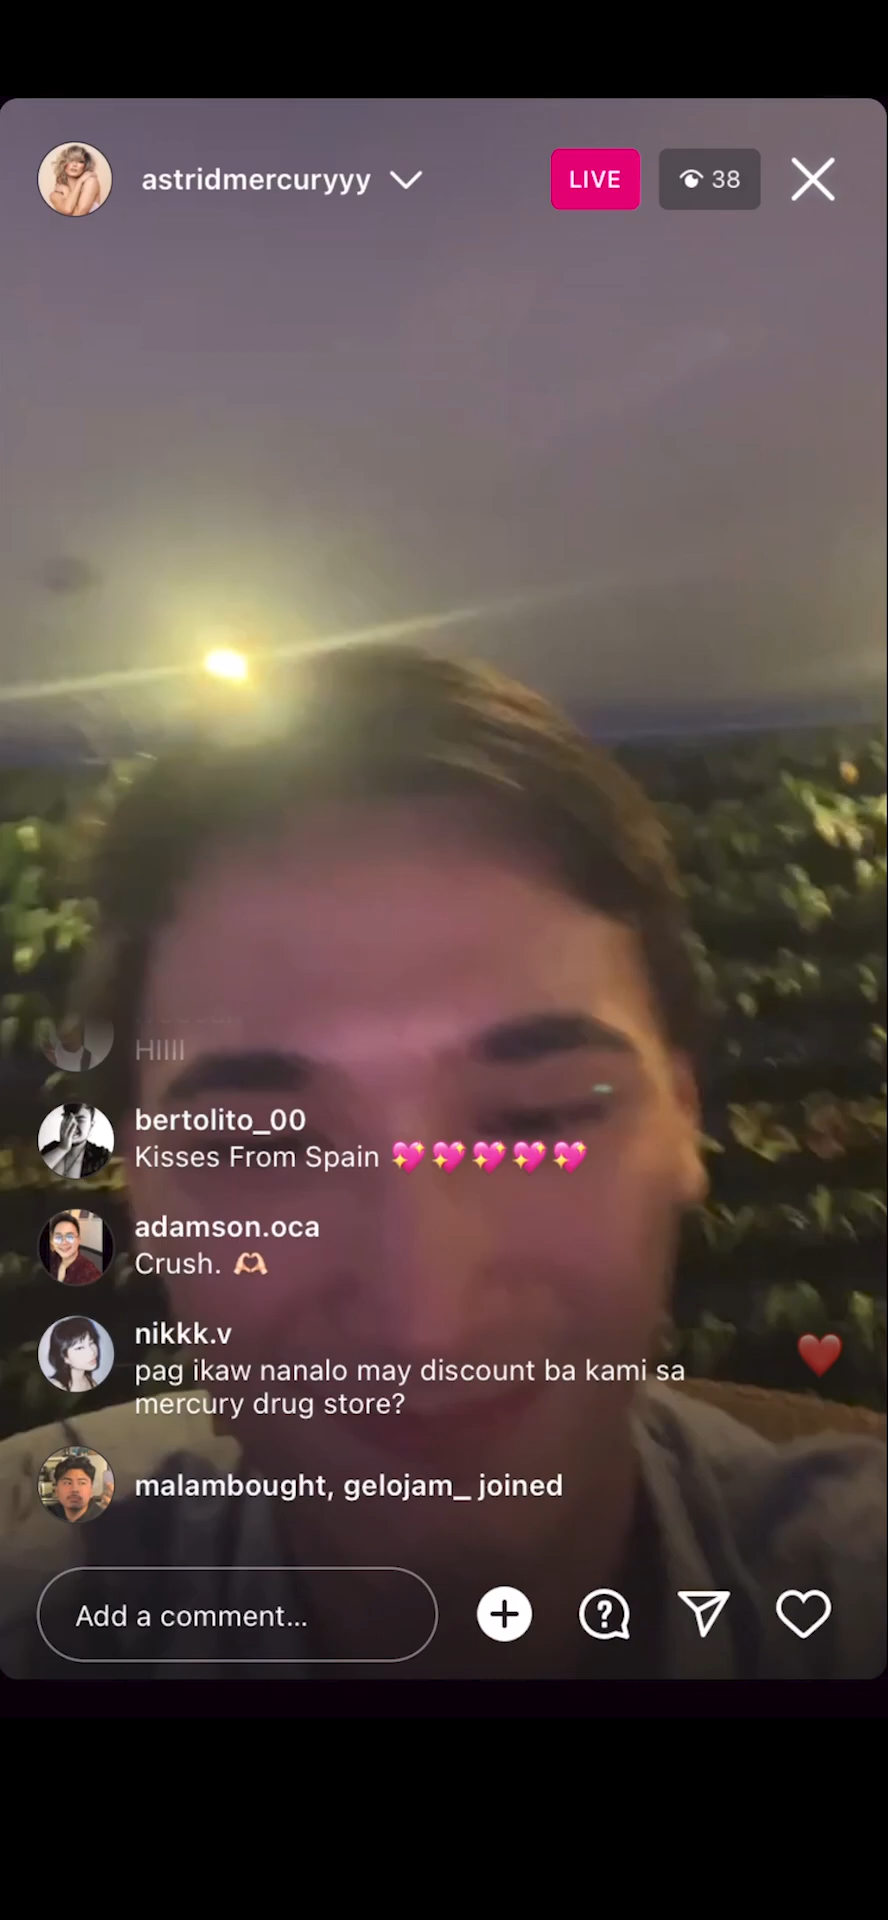 astridmercuryyy
LIVE
38
HIIII
bertolito_00
Kisses From Spain 💖💖💖💖💖
adamson.oca
Crush. 🫶🏼
nikkk.v
pag ikaw nanalo may discount ba kami sa
mercury drug store?
malambought, gelojam_ joined
Add a comment...